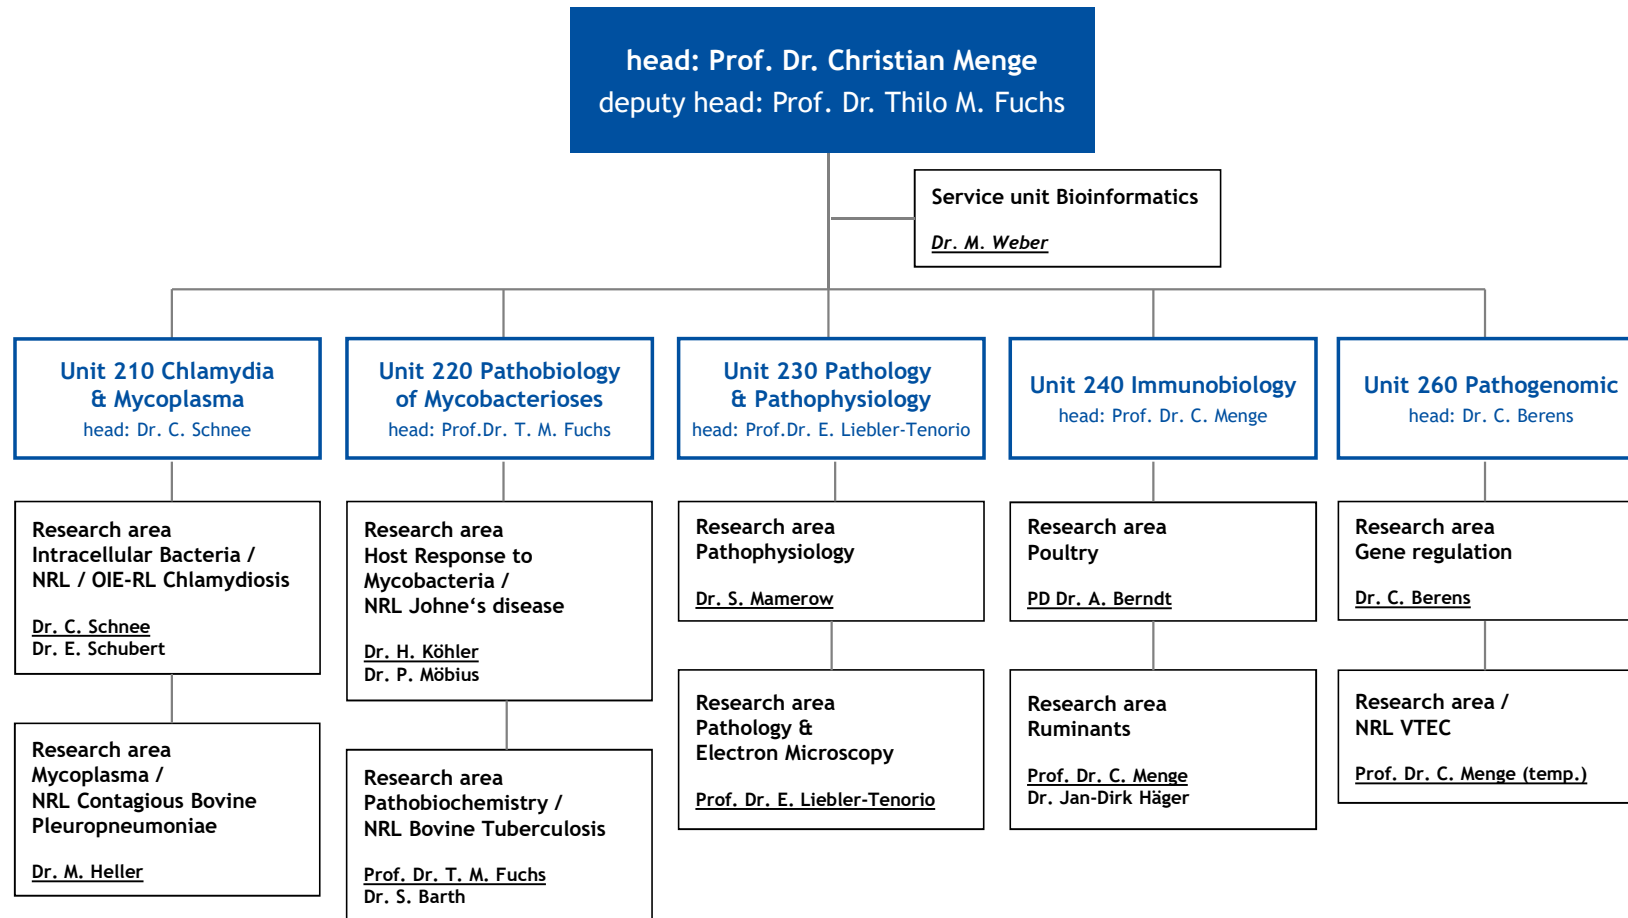 head: Prof. Dr. Christian Menge
deputy head: Prof. Dr. Thilo M. Fuchs
Service unit Bioinformatics
Dr. M. Weber
Unit 210 Chlamydia
& Mycoplasma
head: Dr. C. Schnee
Unit 220 Pathobiology
of Mycobacterioses
head: Prof.Dr. T. M. Fuchs
Unit 230 Pathology
& Pathophysiology
head: Prof.Dr. E. Liebler-Tenorio
Unit 240 Immunobiology
head: Prof. Dr. C. Menge
Unit 260 Pathogenomic
head: Dr. C. Berens
Research area
Intracellular Bacteria /
NRL / OIE-RL Chlamydiosis
Dr. C. Schnee
Dr. E. Schubert
Research area
Host Response to
Mycobacteria /
NRL Johne‘s disease
Dr. H. Köhler
Dr. P. Möbius
Research area
Pathophysiology
Dr. S. Mamerow
Research area
Poultry
PD Dr. A. Berndt
Research area
Gene regulation
Dr. C. Berens
Research area
Mycoplasma /
NRL Contagious Bovine
Pleuropneumoniae
Dr. M. Heller
Research area
Pathobiochemistry /
NRL Bovine Tuberculosis
Prof. Dr. T. M. Fuchs
Dr. S. Barth
Research area
Pathology &
Electron Microscopy
Prof. Dr. E. Liebler-Tenorio
Research area
Ruminants
Prof. Dr. C. Menge
Dr. Jan-Dirk Häger
Research area /
NRL VTEC
Prof. Dr. C. Menge (temp.)